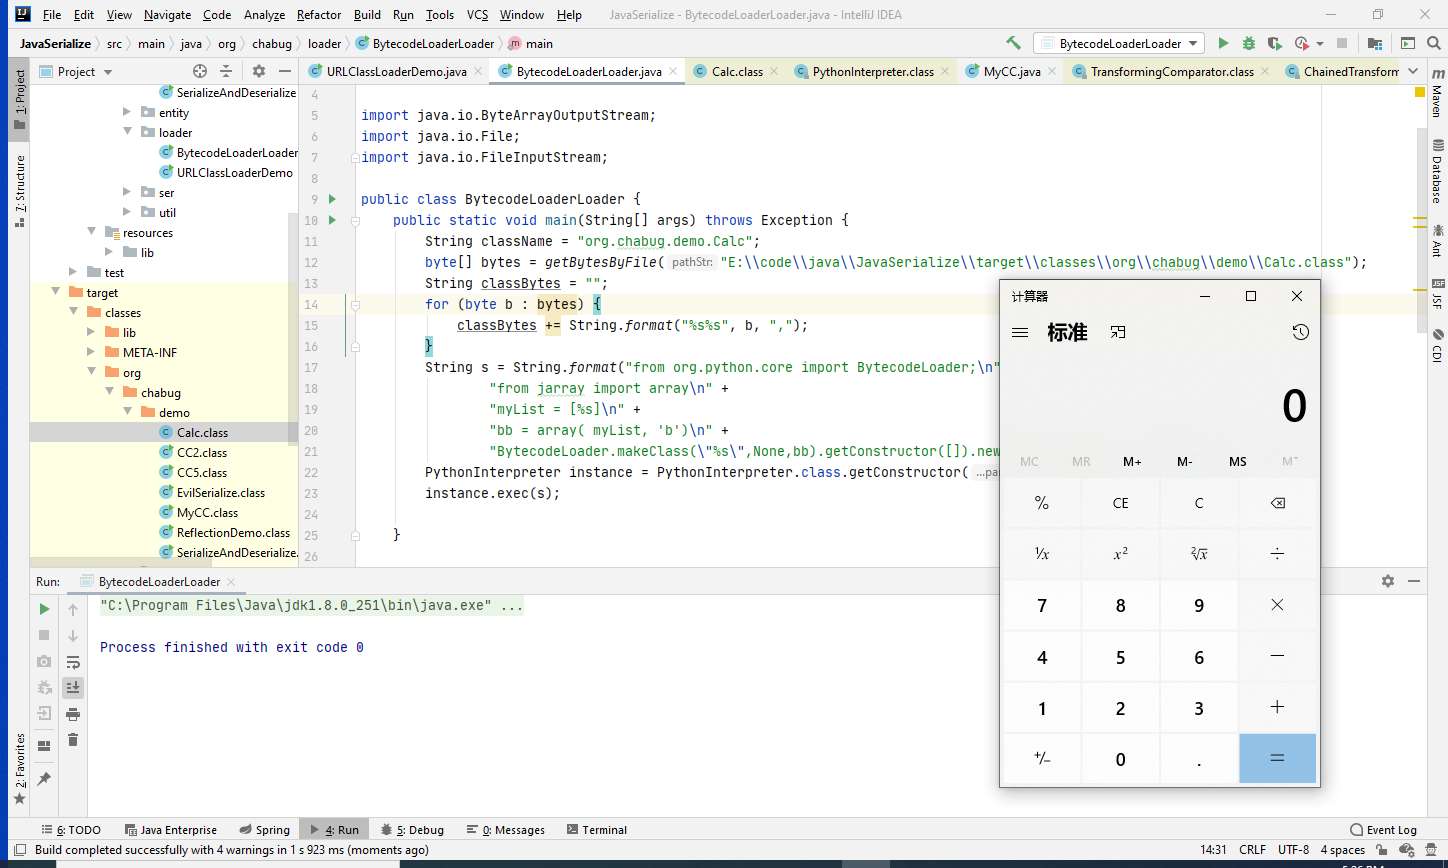 File Edit View Navigate Code Analyze Refactor Build Run Tools VCS Window Help JavaSerialize - BytecodeLoaderLoader.java - IntelliJ IDEA
JavaSerialize src main java org chabug loader BytecodeLoaderLoader main BytecodeLoaderLoader
Project URLClassLoaderDemo.java BytecodeLoaderLoader.java Calc.class PythonInterpreter.class MyCC.java TransformingComparator.class ChainedTransform
1: Project
7: Structure
2: Favorites
SerializeAndDeserialize
entity
loader
BytecodeLoaderLoader
URLClassLoaderDemo
ser
util
resources
lib
test
target
classes
lib
META-INF
org
chabug
demo
Calc.class
CC2.class
CC5.class
EvilSerialize.class
MyCC.class
ReflectionDemo.class
SerializeAndDeserialize.
4
5 import java.io.ByteArrayOutputStream;
6 import java.io.File;
7 import java.io.FileInputStream;
8
9 public class BytecodeLoaderLoader {
10 public static void main(String[] args) throws Exception {
11 String className = "org.chabug.demo.Calc";
12 byte[] bytes = getBytesByFile( pathStr: "E:\\code\\java\\JavaSerialize\\target\\classes\\org\\chabug\\demo\\Calc.class");
13 String classBytes = "";
14 for (byte b : bytes) {
15 classBytes += String.format("%s%s", b, ",");
16 }
17 String s = String.format("from org.python.core import BytecodeLoader;\n"
18 "from jarray import array\n" +
19 "myList = [%s]\n" +
20 "bb = array( myList, 'b')\n" +
21 "BytecodeLoader.makeClass(\"%s\",None,bb).getConstructor([]).new
22 PythonInterpreter instance = PythonInterpreter.class.getConstructor( ...pa
23 instance.exec(s);
24
25 }
26
Maven
Database
Ant
JSF
CDI
计算器
标准
0
MC MR M+ M- MS M˅
% CE C
¹/x x² ²√x ÷
7 8 9 ×
4 5 6 −
1 2 3 +
+/− 0 . =
Run: BytecodeLoaderLoader
"C:\Program Files\Java\jdk1.8.0_251\bin\java.exe" ...
Process finished with exit code 0
6: TODO Java Enterprise Spring 4: Run 5: Debug 0: Messages Terminal Event Log
Build completed successfully with 4 warnings in 1 s 923 ms (moments ago) 14:31 CRLF UTF-8 4 spaces